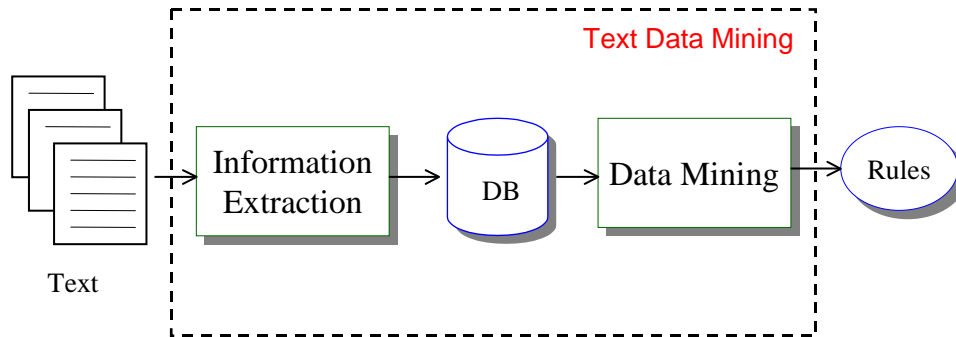 Text Data Mining
Text
Information
Extraction
DB
Data Mining
Rules